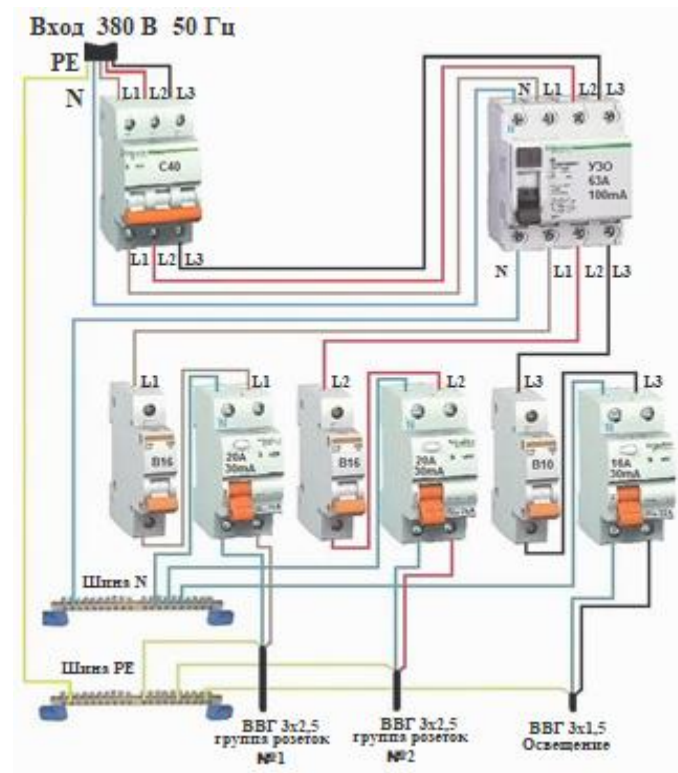 Вход 380 В 50 Гц
PE
N
L1 L2 L3
N L1 L2 L3
C40
УЗО
63А
100mA
N
L1 L2 L3
N L1 L2 L3
L1 L1 L2 L2 L3 L3
N N N
B16
20A
30mA
B16
20A
30mA
B10
16A
30mA
Шина N
Шина PE
ВВГ 3х2,5
группа розеток
№1
ВВГ 3х2,5
группа розеток
№2
ВВГ 3х1,5
Освещение